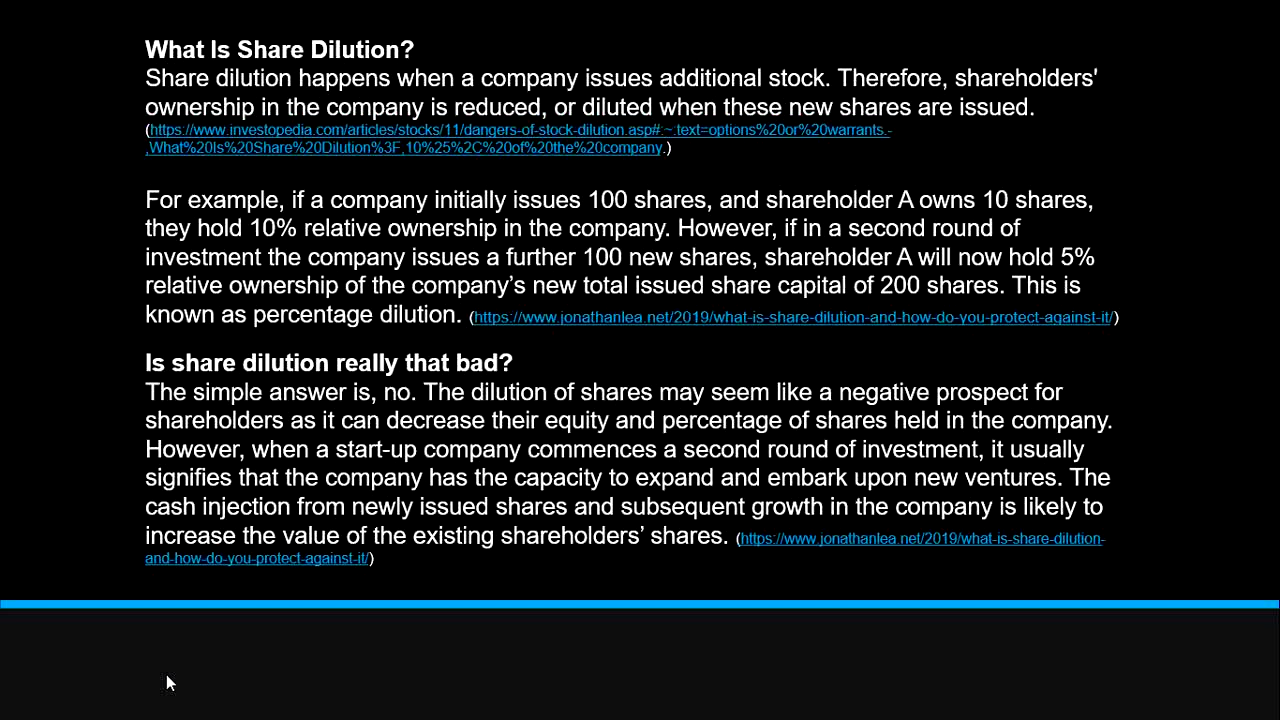 What Is Share Dilution?
Share dilution happens when a company issues additional stock. Therefore, shareholders'
ownership in the company is reduced, or diluted when these new shares are issued.
(https://www.investopedia.com/articles/stocks/11/dangers-of-stock-dilution.asp#:~:text=options%20or%20warrants.-
,What%20Is%20Share%20Dilution%3F,10%25%2C%20of%20the%20company.)
For example, if a company initially issues 100 shares, and shareholder A owns 10 shares,
they hold 10% relative ownership in the company. However, if in a second round of
investment the company issues a further 100 new shares, shareholder A will now hold 5%
relative ownership of the company’s new total issued share capital of 200 shares. This is
known as percentage dilution. (https://www.jonathanlea.net/2019/what-is-share-dilution-and-how-do-you-protect-against-it/)
Is share dilution really that bad?
The simple answer is, no. The dilution of shares may seem like a negative prospect for
shareholders as it can decrease their equity and percentage of shares held in the company.
However, when a start-up company commences a second round of investment, it usually
signifies that the company has the capacity to expand and embark upon new ventures. The
cash injection from newly issued shares and subsequent growth in the company is likely to
increase the value of the existing shareholders’ shares. (https://www.jonathanlea.net/2019/what-is-share-dilution-
and-how-do-you-protect-against-it/)